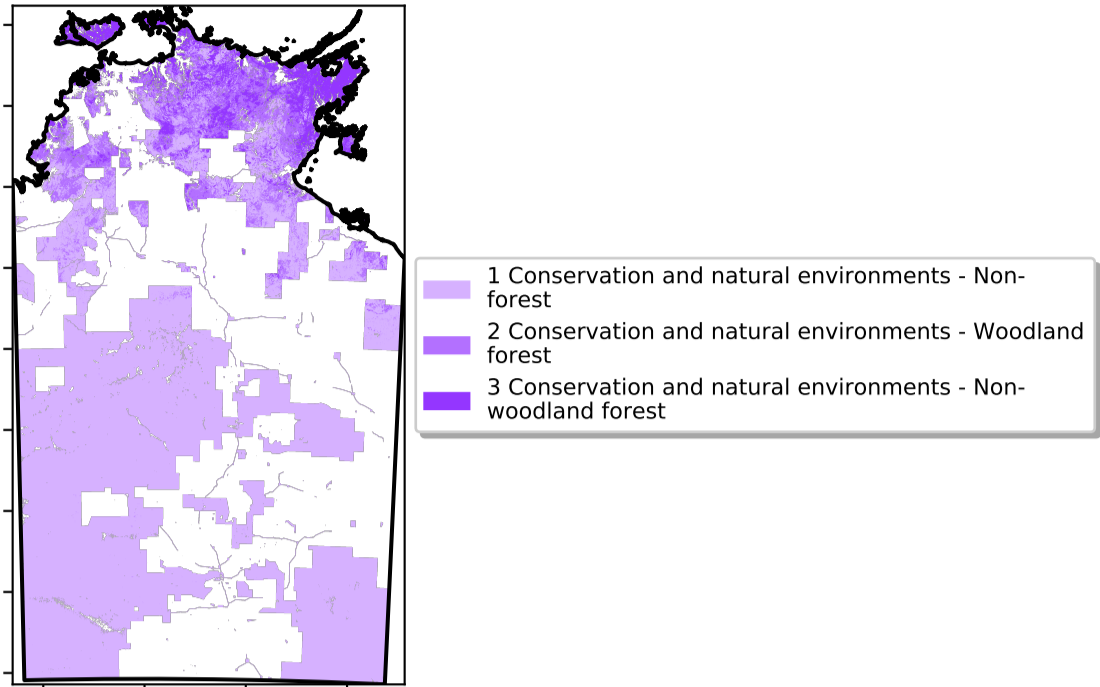 1 Conservation and natural environments - Non-
forest
2 Conservation and natural environments - Woodland
forest
3 Conservation and natural environments - Non-
woodland forest